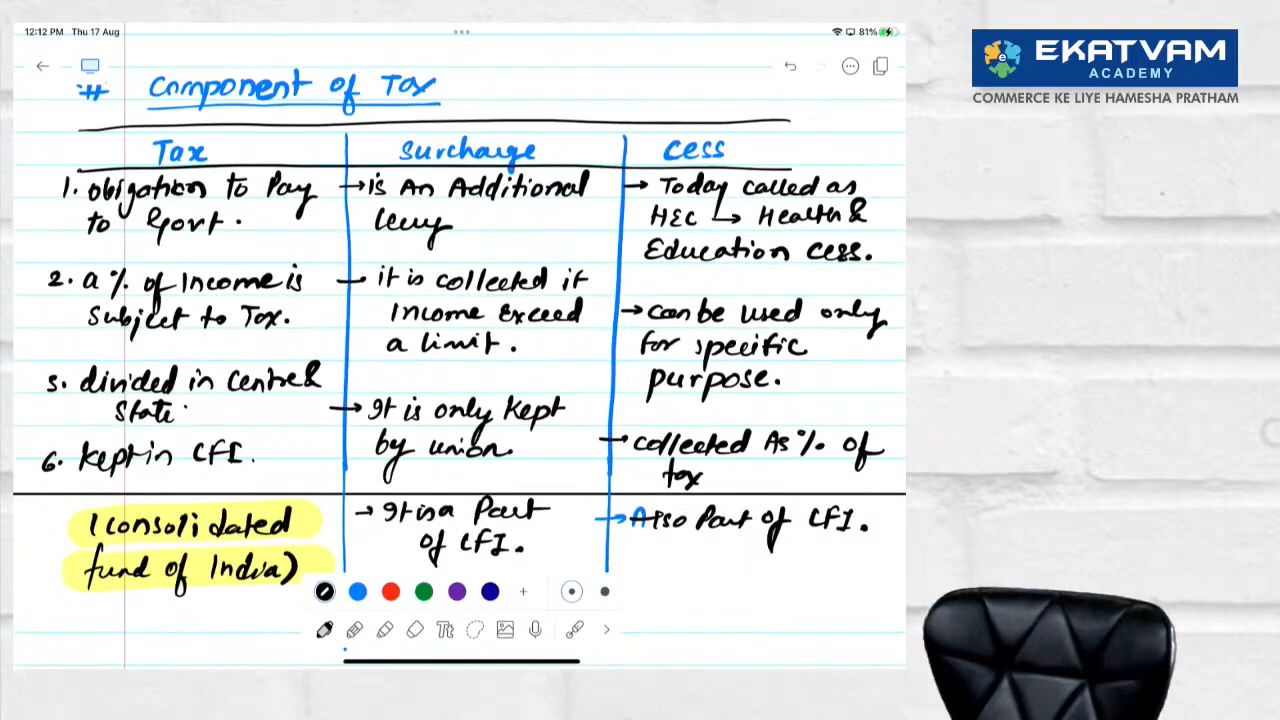 12:12 PM Thu 17 Aug
81%
# Component of Tax
Tax
1. obligation to Pay
to Govt.
2. a % of Income is
Subject to Tax.
5. divided in Centre &
State.
6. kept in CFI.
(Consolidated
fund of India)
Surcharge
→ is An Additional
levy
it is collected if
Income Exceed
a limit.
→ It is only Kept
by union.
→ It is a Part
of CFI.
Cess
→ Today called as
HEC → Health &
Education cess.
→ can be used only
for specific
purpose.
→ collected As % of
tax
→ Also Part of CFI.
Tt
EKATVAM
ACADEMY
COMMERCE KE LIYE HAMESHA PRATHAM